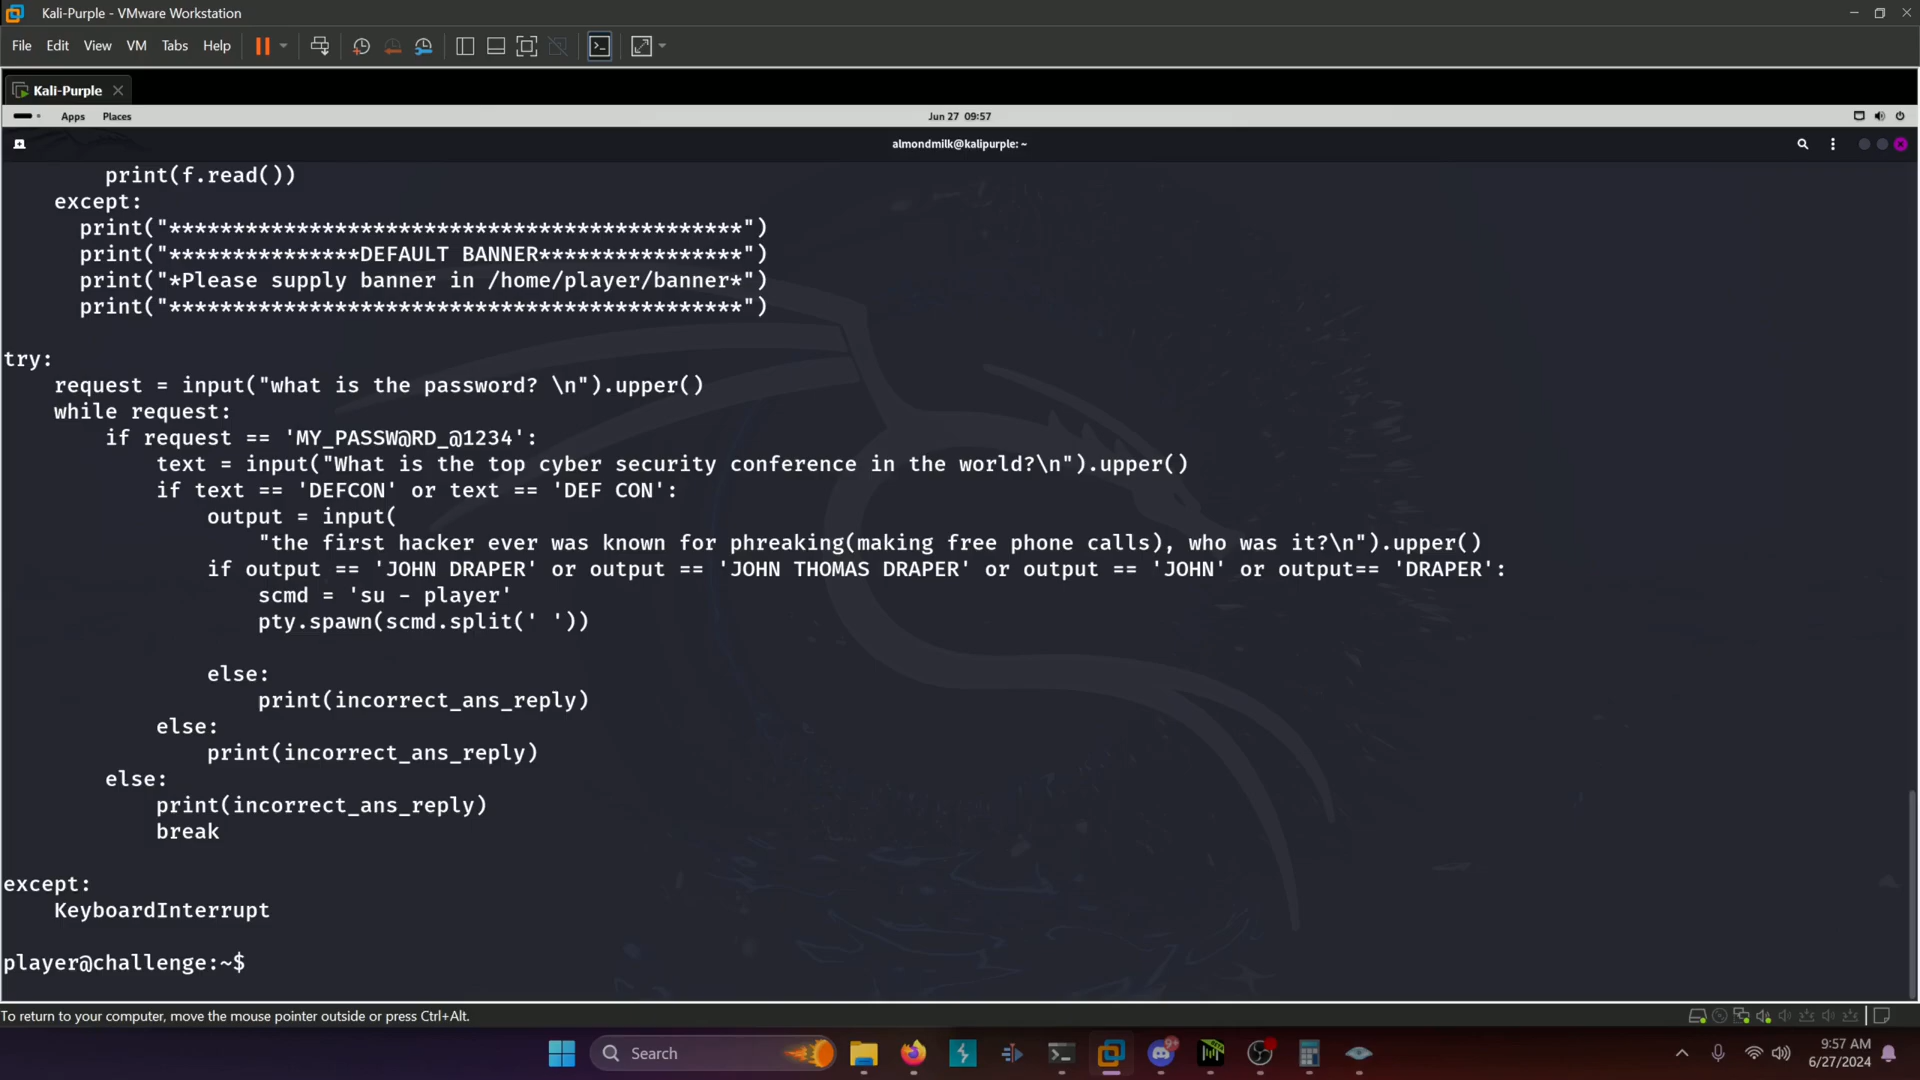 Kali-Purple - VMware Workstation
File Edit View VM Tabs Help
Kali-Purple
Apps Places Jun 27 09:57
almondmilk@kalipurple: ~
        print(f.read())
    except:
      print("*********************************************")
      print("***************DEFAULT BANNER****************")
      print("*Please supply banner in /home/player/banner*")
      print("*********************************************")
try:
    request = input("what is the password? \n").upper()
    while request:
        if request == 'MY_PASSW@RD_@1234':
            text = input("What is the top cyber security conference in the world?\n").upper()
            if text == 'DEFCON' or text == 'DEF CON':
                output = input(
                    "the first hacker ever was known for phreaking(making free phone calls), who was it?\n").upper()
                if output == 'JOHN DRAPER' or output == 'JOHN THOMAS DRAPER' or output == 'JOHN' or output== 'DRAPER':
                    scmd = 'su - player'
                    pty.spawn(scmd.split(' '))
                else:
                    print(incorrect_ans_reply)
            else:
                print(incorrect_ans_reply)
        else:
            print(incorrect_ans_reply)
            break
except:
    KeyboardInterrupt
player@challenge:~$
To return to your computer, move the mouse pointer outside or press Ctrl+Alt.
Search
9:57 AM
6/27/2024